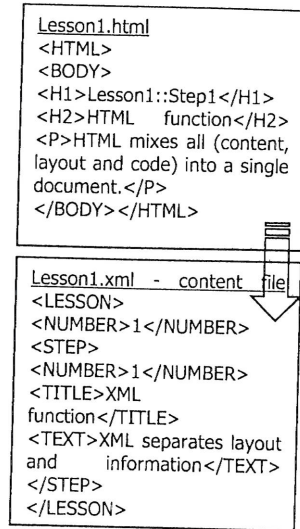 Lesson1.html
<HTML>
<BODY>
<H1>Lesson1::Step1</H1>
<H2>HTML function</H2>
<P>HTML mixes all (content,
layout and code) into a single
document.</P>
</BODY></HTML>
Lesson1.xml - content file
<LESSON>
<NUMBER>1</NUMBER>
<STEP>
<NUMBER>1</NUMBER>
<TITLE>XML
function</TITLE>
<TEXT>XML separates layout
and information</TEXT>
</STEP>
</LESSON>